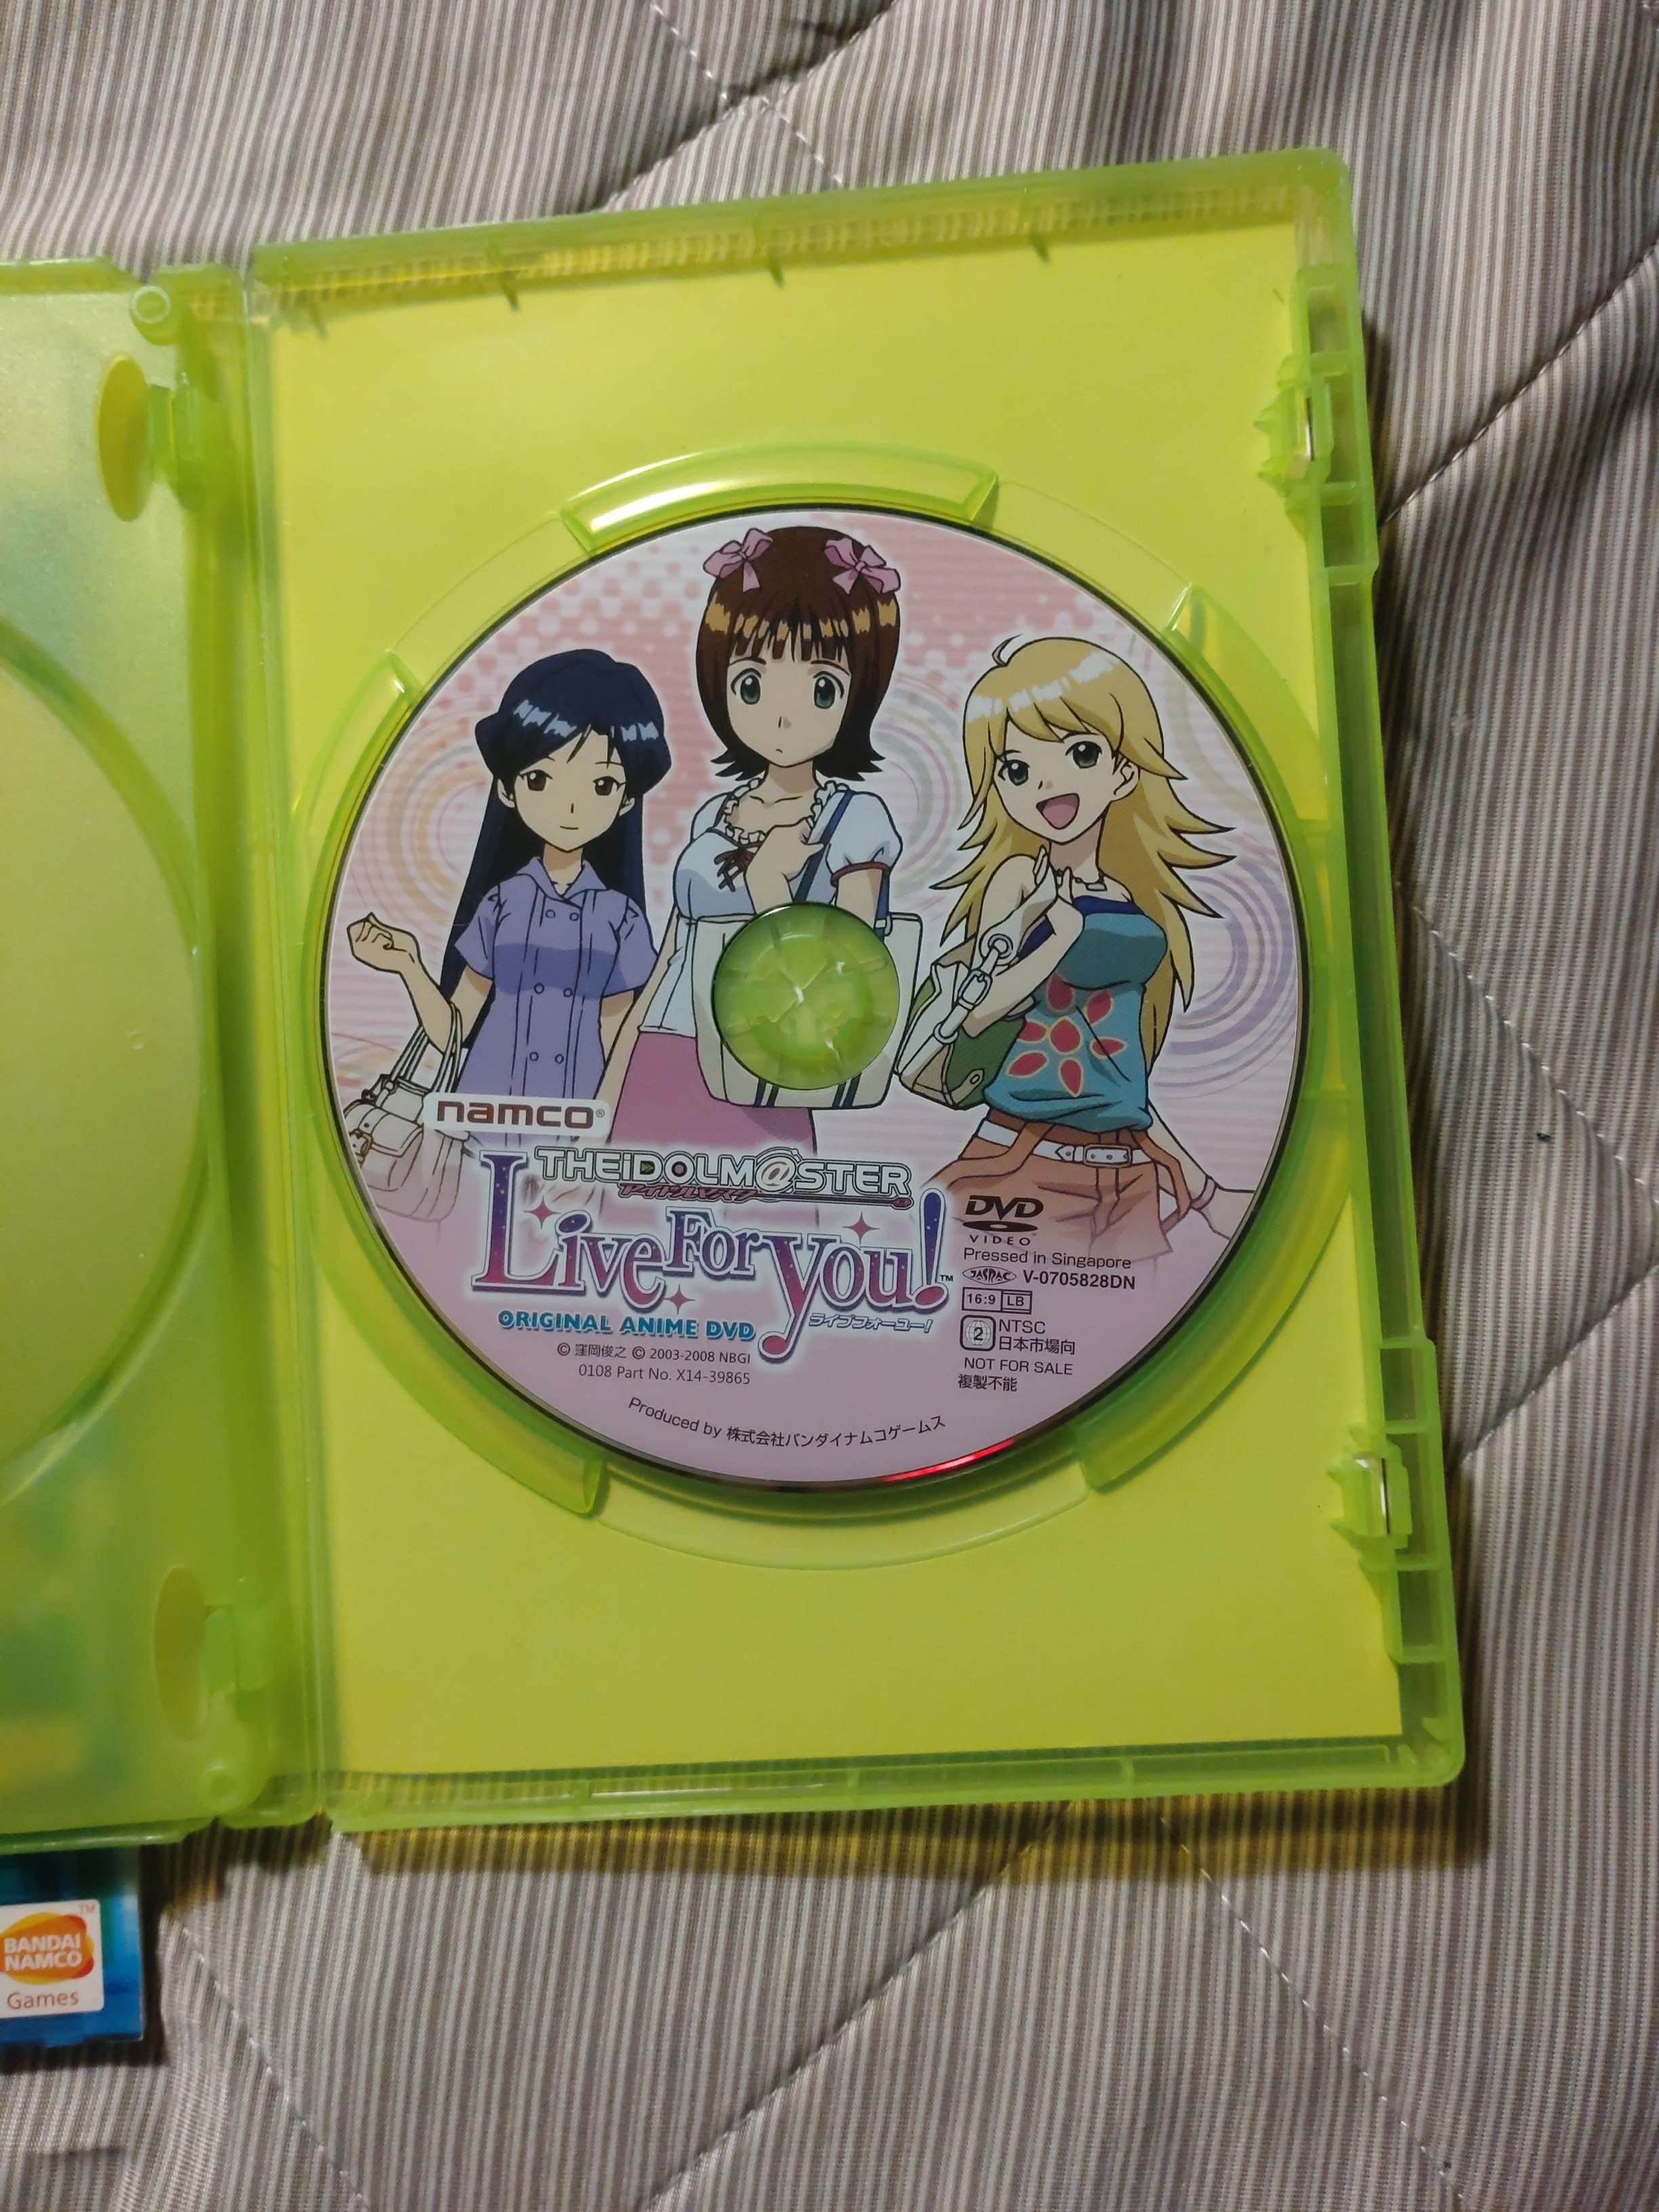 namco®
THE iDOLM@STER
アイドルマスター
Live For you!™
ORIGINAL ANIME DVD
ライブフォーユー!
© 窪岡俊之 © 2003-2008 NBGI
0108 Part No. X14-39865
DVD
VIDEO
Pressed in Singapore
JASRAC V-0705828DN
16:9 LB
2 NTSC
日本市場向
NOT FOR SALE
複製不能
Produced by 株式会社バンダイナムコゲームス
BANDAI
NAMCO
TM
Games